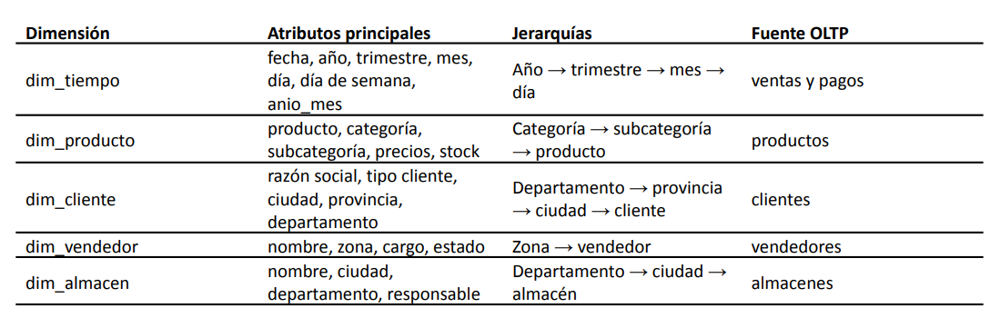 Dimensión Atributos principales Jerarquías Fuente OLTP
dim_tiempo
fecha, año, trimestre, mes,
día, día de semana,
anio_mes
Año → trimestre → mes →
día
ventas y pagos
dim_producto
producto, categoría,
subcategoría, precios, stock
Categoría → subcategoría
→ producto
productos
dim_cliente
razón social, tipo cliente,
ciudad, provincia,
departamento
Departamento → provincia
→ ciudad → cliente
clientes
dim_vendedor
nombre, zona, cargo, estado
Zona → vendedor
vendedores
dim_almacen
nombre, ciudad,
departamento, responsable
Departamento → ciudad →
almacén
almacenes